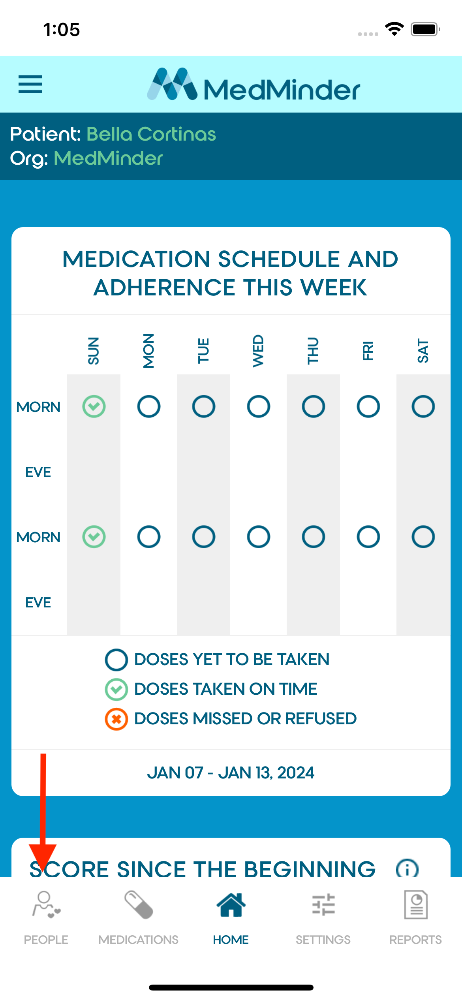 1:05
MedMinder
Patient: Bella Cortinas
Org: MedMinder
MEDICATION SCHEDULE AND
ADHERENCE THIS WEEK
SUN MON TUE WED THU FRI SAT
MORN
EVE
MORN
EVE
DOSES YET TO BE TAKEN
DOSES TAKEN ON TIME
DOSES MISSED OR REFUSED
JAN 07 - JAN 13, 2024
SCORE SINCE THE BEGINNING
PEOPLE MEDICATIONS HOME SETTINGS REPORTS